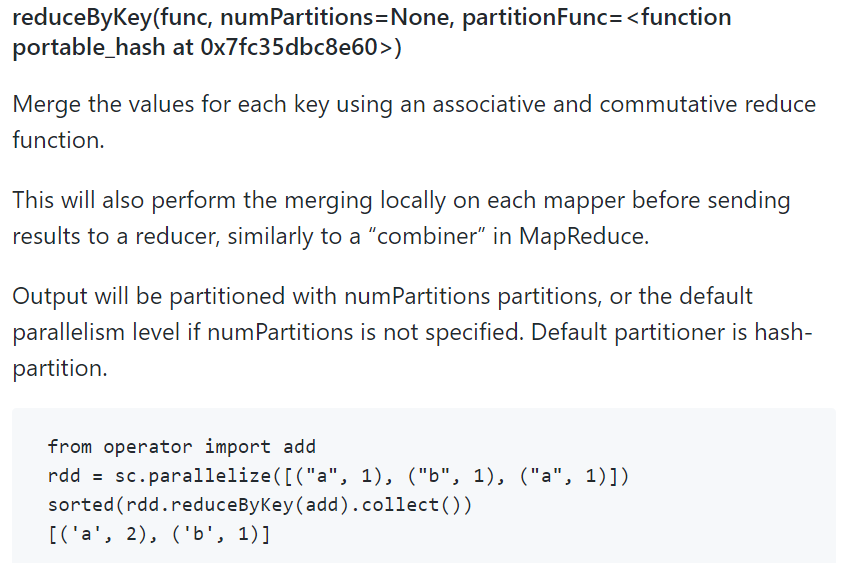 reduceByKey(func, numPartitions=None, partitionFunc=<function
portable_hash at 0x7fc35dbc8e60>)
Merge the values for each key using an associative and commutative reduce
function.
This will also perform the merging locally on each mapper before sending
results to a reducer, similarly to a “combiner” in MapReduce.
Output will be partitioned with numPartitions partitions, or the default
parallelism level if numPartitions is not specified. Default partitioner is hash-
partition.
from operator import add
rdd = sc.parallelize([("a", 1), ("b", 1), ("a", 1)])
sorted(rdd.reduceByKey(add).collect())
[('a', 2), ('b', 1)]